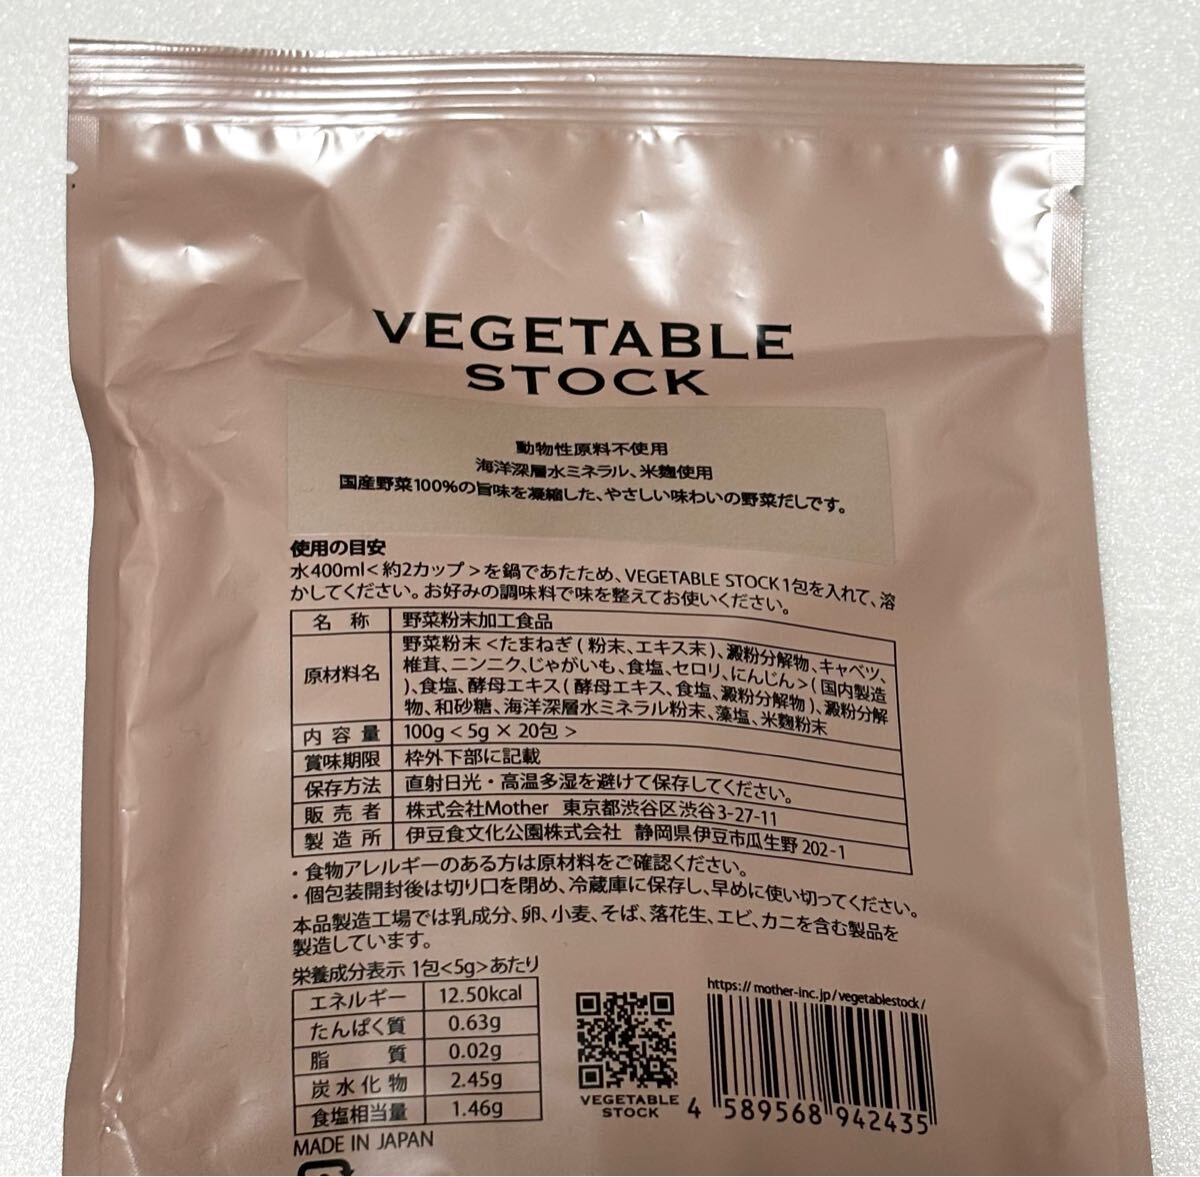 VEGETABLE
STOCK
動物性原料不使用
海洋深層水ミネラル、米麹使用
国産野菜100%の旨味を凝縮した、やさしい味わいの野菜だしです。
使用の目安
水400ml<約2カップ>を鍋であたため、VEGETABLE STOCK1包を入れて、溶
かしてください。お好みの調味料で味を整えてお使いください。
名称 野菜粉末加工食品
原材料名 野菜粉末<たまねぎ(粉末、エキス末)、澱粉分解物、キャベツ、
椎茸、ニンニク、じゃがいも、食塩、セロリ、にんじん>(国内製造
)、食塩、酵母エキス(酵母エキス、食塩、澱粉分解物)、澱粉分解
物、和砂糖、海洋深層水ミネラル粉末、藻塩、米麹粉末
内容量 100g<5g×20包>
賞味期限 枠外下部に記載
保存方法 直射日光・高温多湿を避けて保存してください。
販売者 株式会社Mother 東京都渋谷区渋谷3-27-11
製造所 伊豆食文化公園株式会社 静岡県伊豆市瓜生野202-1
・食物アレルギーのある方は原材料をご確認ください。
・個包装開封後は切り口を閉め、冷蔵庫に保存し、早めに使い切ってください。
本品製造工場では乳成分、卵、小麦、そば、落花生、エビ、カニを含む製品を
製造しています。
栄養成分表示 1包<5g>あたり
エネルギー 12.50kcal
たんぱく質 0.63g
脂質 0.02g
炭水化物 2.45g
食塩相当量 1.46g
MADE IN JAPAN
VEGETABLE
STOCK
https://mother-inc.jp/vegetablestock/
4 589568 942435